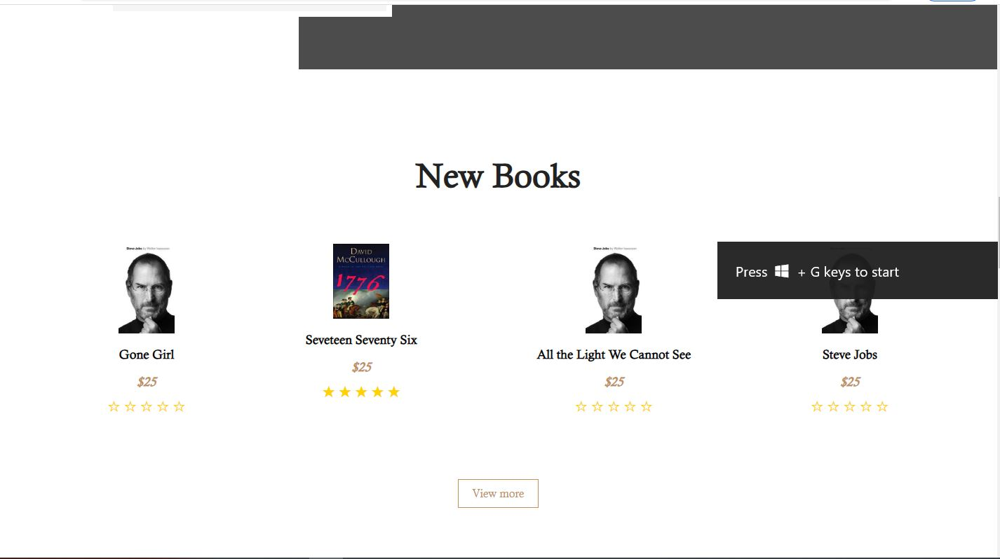 New Books
Steve Jobs by Walter Isaacson
Gone Girl
$25
DAVID
McCULLOUGH
1776
Seveteen Seventy Six
$25
Steve Jobs by Walter Isaacson
All the Light We Cannot See
$25
Press + G keys to start
Steve Jobs
$25
View more